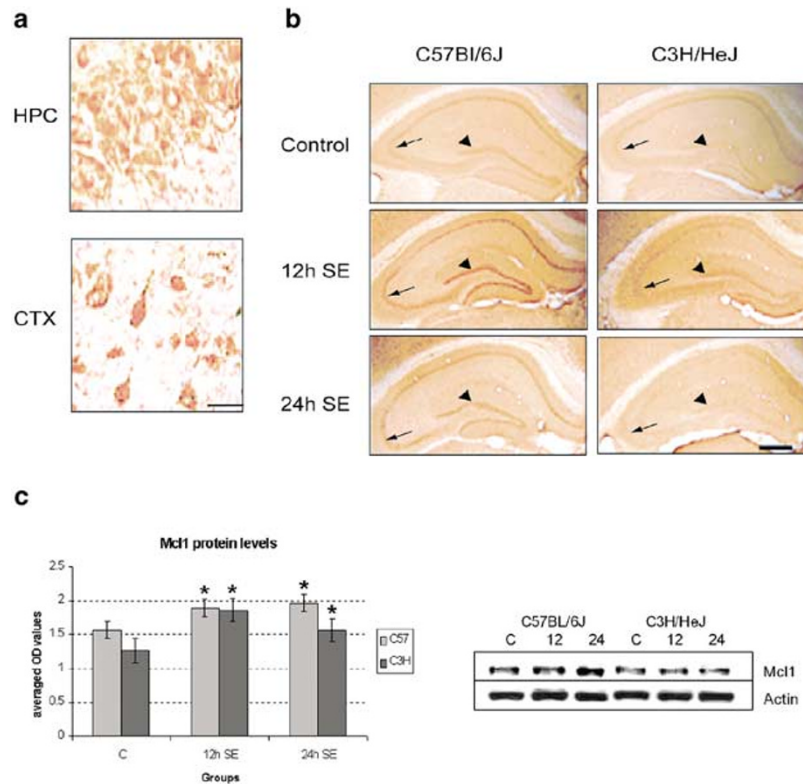 a
HPC
CTX
b
C57Bl/6J C3H/HeJ
Control
12h SE
24h SE
c
Mcl1 protein levels
averaged OD values
2.5
2
1.5
1
0.5
0
* * * *
C 12h SE 24h SE
Groups
C57
C3H
C57BL/6J C3H/HeJ
C 12 24 C 12 24
Mcl1
Actin